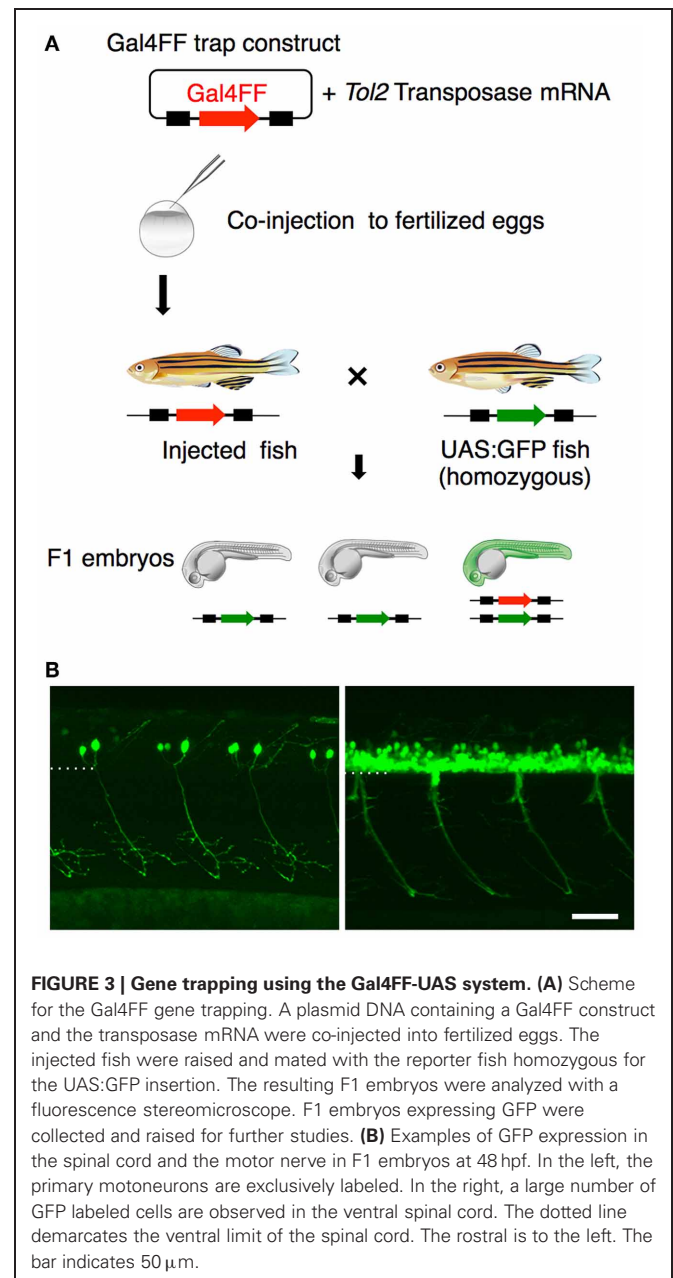 A
Gal4FF trap construct
Gal4FF
+ Tol2 Transposase mRNA
Co-injection to fertilized eggs
×
Injected fish
UAS:GFP fish
(homozygous)
F1 embryos
B
FIGURE 3 | Gene trapping using the Gal4FF-UAS system. (A) Scheme
for the Gal4FF gene trapping. A plasmid DNA containing a Gal4FF construct
and the transposase mRNA were co-injected into fertilized eggs. The
injected fish were raised and mated with the reporter fish homozygous for
the UAS:GFP insertion. The resulting F1 embryos were analyzed with a
fluorescence stereomicroscope. F1 embryos expressing GFP were
collected and raised for further studies. (B) Examples of GFP expression in
the spinal cord and the motor nerve in F1 embryos at 48 hpf. In the left, the
primary motoneurons are exclusively labeled. In the right, a large number of
GFP labeled cells are observed in the ventral spinal cord. The dotted line
demarcates the ventral limit of the spinal cord. The rostral is to the left. The
bar indicates 50 μm.